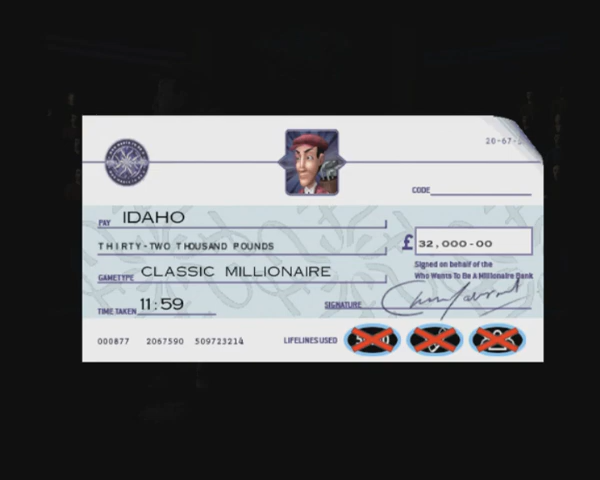 20-67-
CODE
PAY IDAHO
THIRTY-TWO THOUSAND POUNDS
£ 32,000-00
Signed on behalf of the
Who Wants To Be A Millionaire Bank
GAMETYPE CLASSIC MILLIONAIRE
TIME TAKEN 11:59
SIGNATURE
000877 2067590 509723214
LIFELINES USED